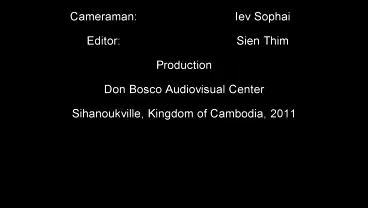 Cameraman: Iev Sophai
Editor: Sien Thim
Production
Don Bosco Audiovisual Center
Sihanoukville, Kingdom of Cambodia, 2011